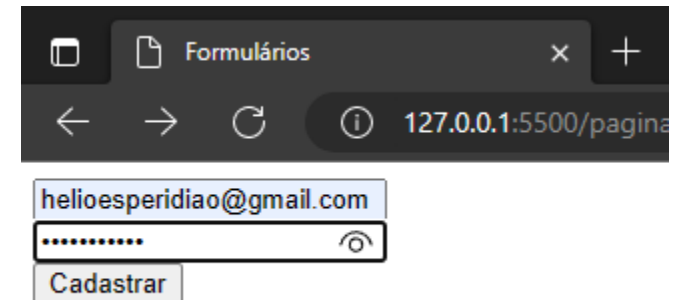 Formulários
127.0.0.1:5500/pagina
helioesperidiao@gmail.com
•••••••••••
Cadastrar